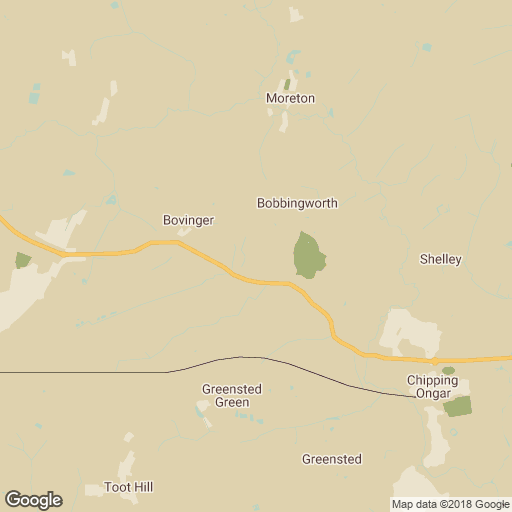 Moreton
Bobbingworth
Bovinger
Shelley
Chipping
Ongar
Greensted
Green
Greensted
Toot Hill
Google
Map data ©2018 Google